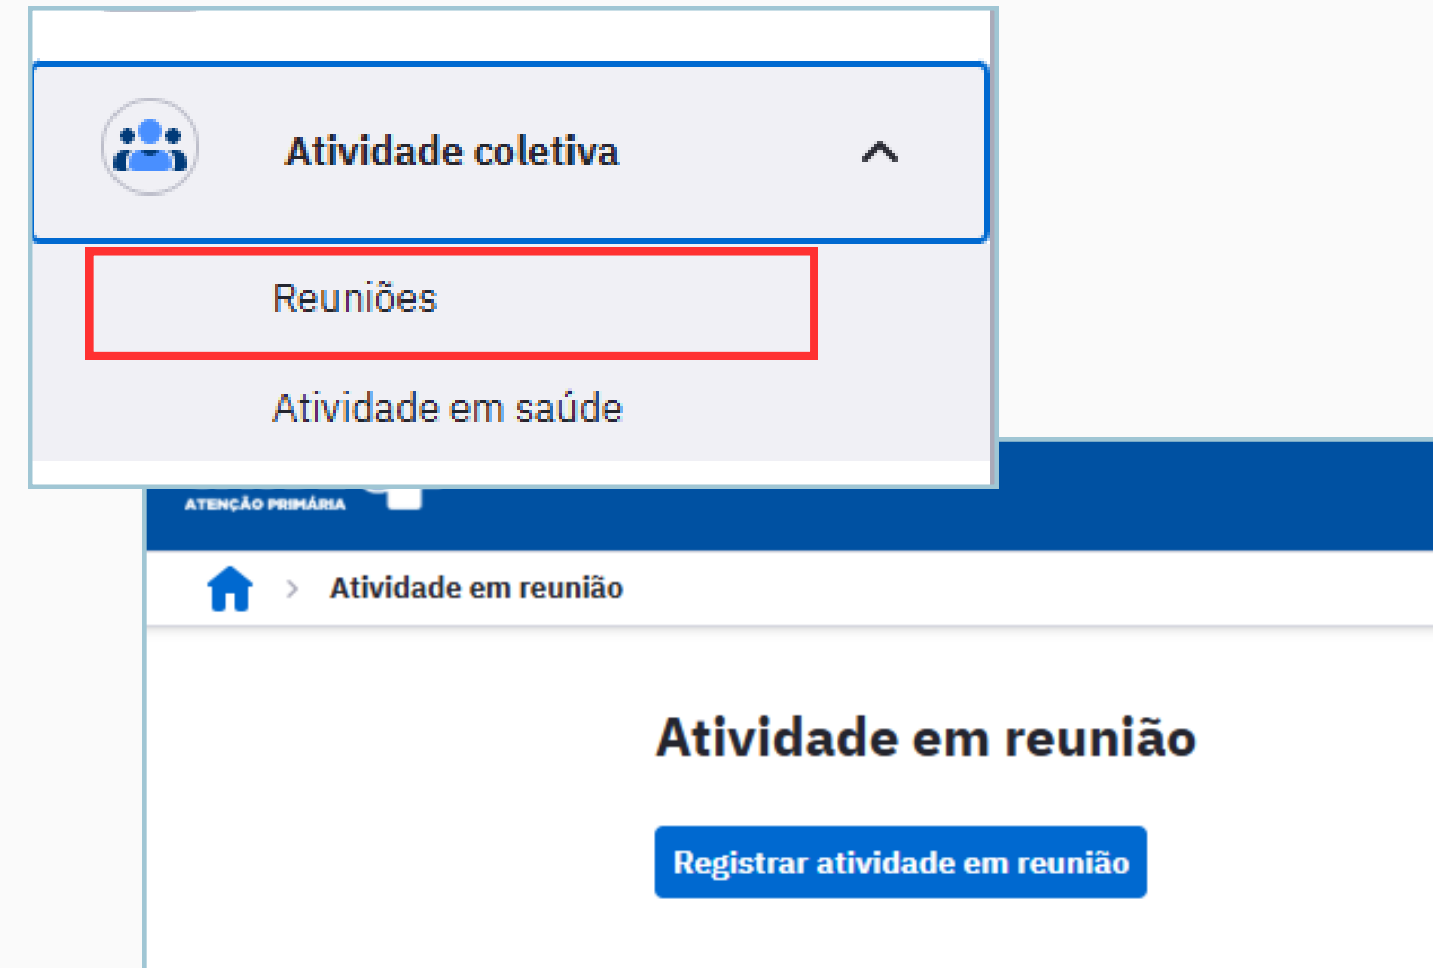 Atividade coletiva
Reuniões
Atividade em saúde
ATENÇÃO PRIMÁRIA
Atividade em reunião
Atividade em reunião
Registrar atividade em reunião